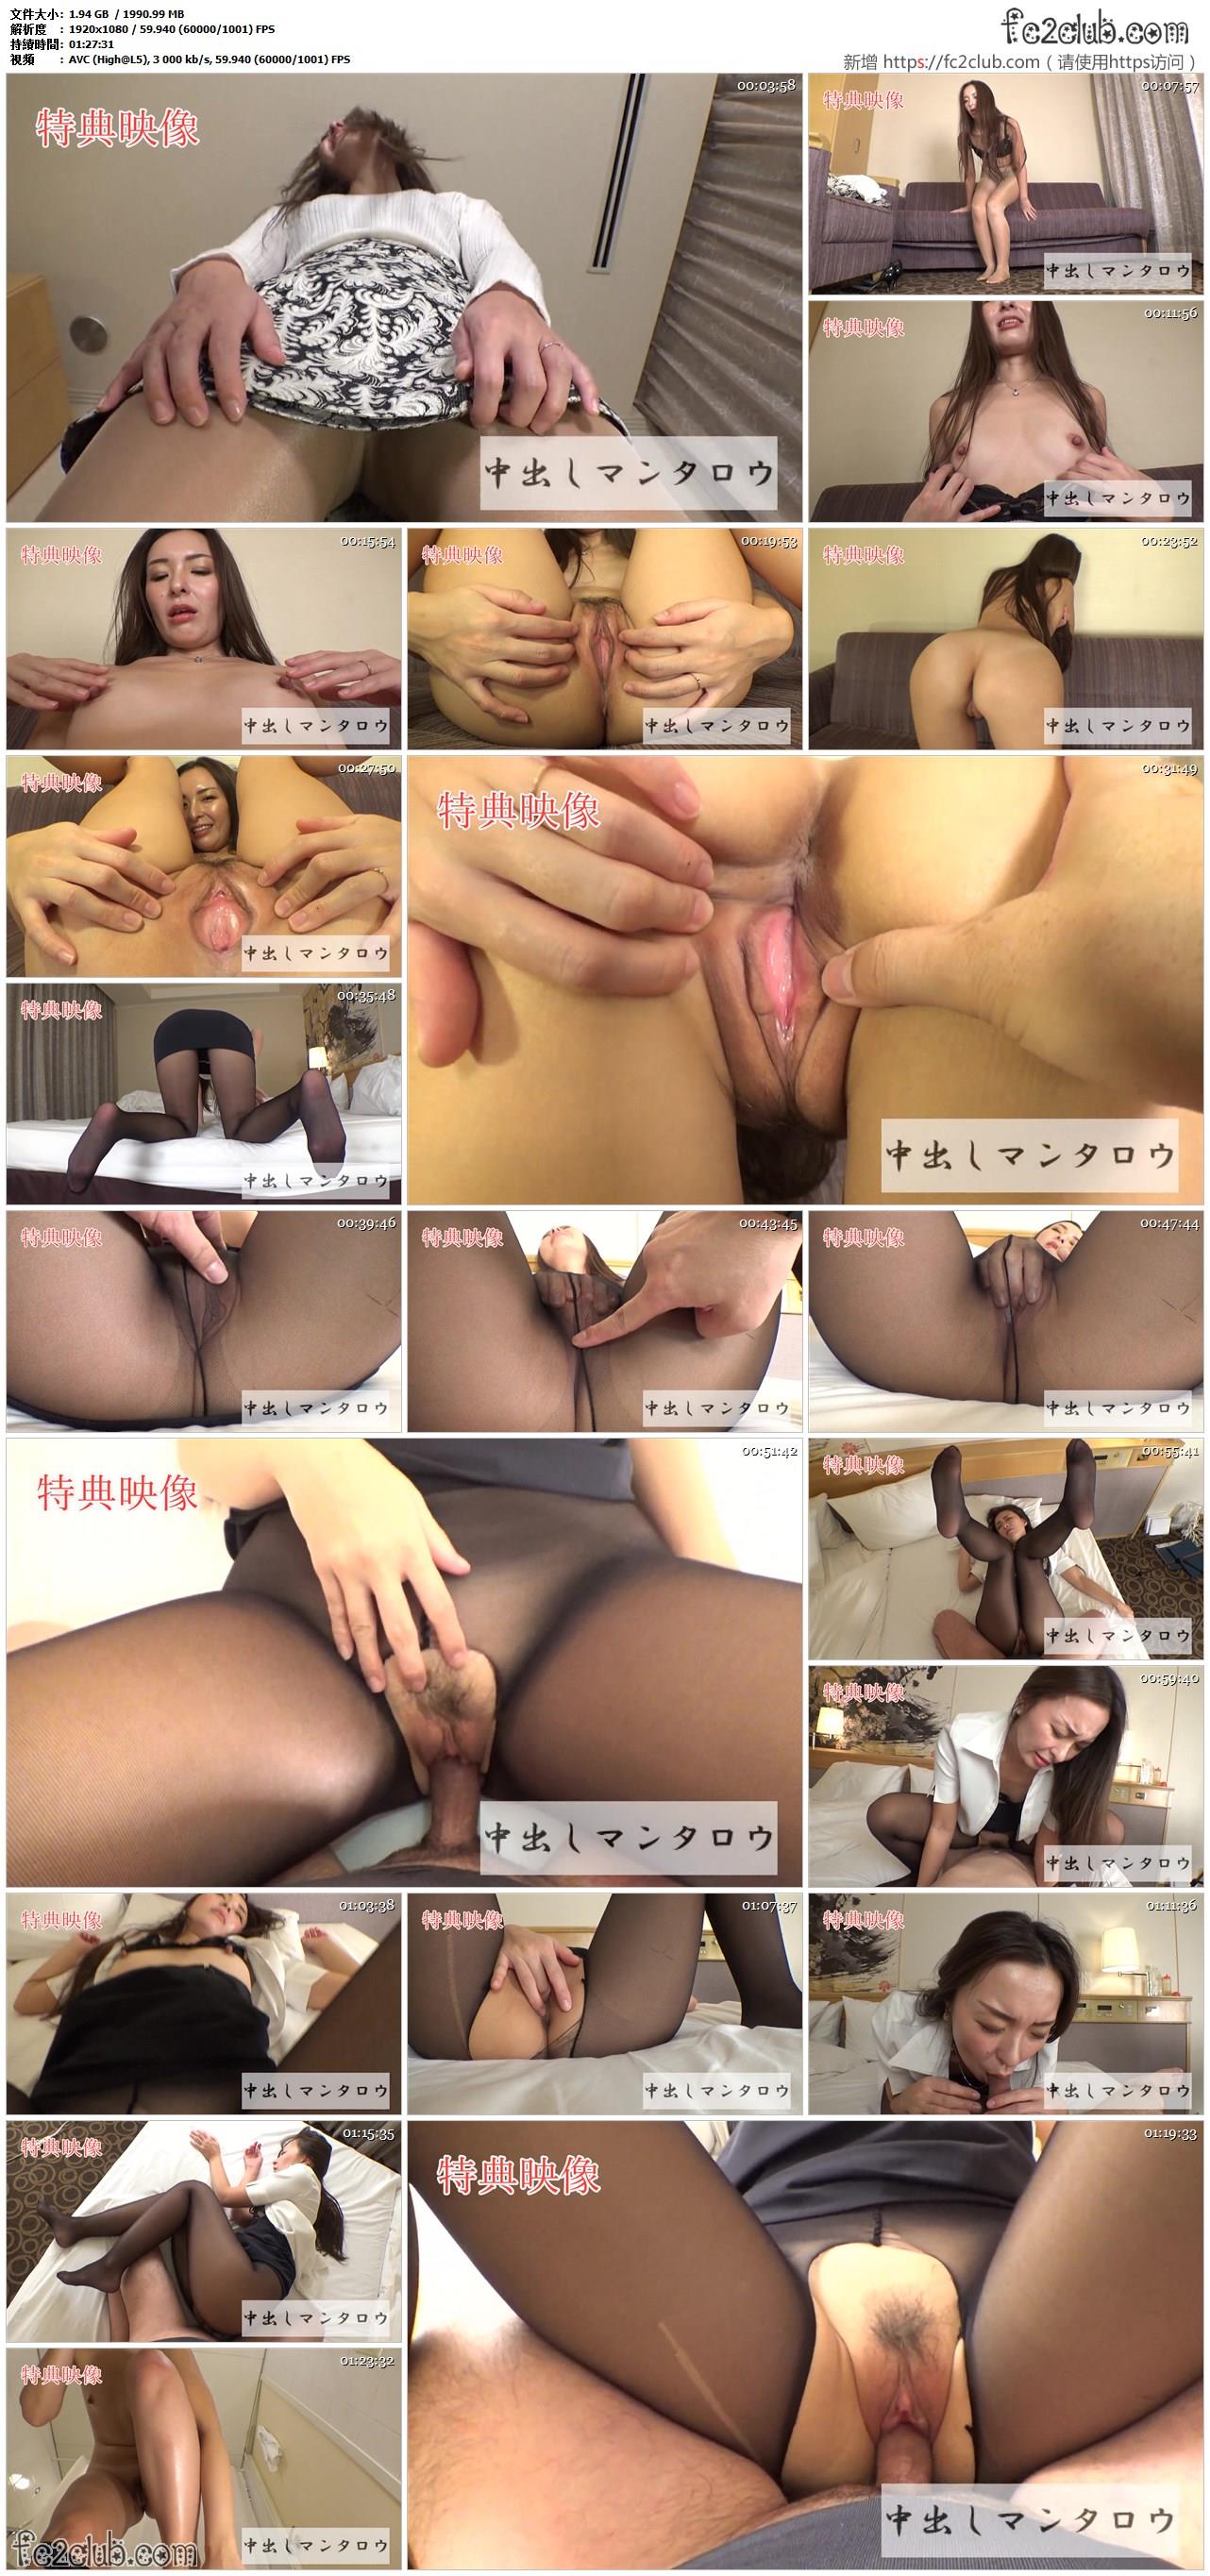 文件大小: 1.94 GB / 1990.99 MB
解析度 : 1920x1080 / 59.940 (60000/1001) FPS
持續時間: 01:27:31
視頻 : AVC (High@L5), 3 000 kb/s, 59.940 (60000/1001) FPS
fc2club.com
新增 https://fc2club.com（请使用https访问）
特典映像
00:03:58
中出しマンタロウ
特典映像
00:07:57
中出しマンタロウ
特典映像
00:11:56
中出しマンタロウ
特典映像
00:15:54
中出しマンタロウ
特典映像
00:19:53
中出しマンタロウ
特典映像
00:23:52
中出しマンタロウ
特典映像
00:27:50
中出しマンタロウ
特典映像
00:31:49
中出しマンタロウ
特典映像
00:35:48
中出しマンタロウ
特典映像
00:39:46
中出しマンタロウ
特典映像
00:43:45
中出しマンタロウ
特典映像
00:47:44
中出しマンタロウ
特典映像
00:51:42
中出しマンタロウ
特典映像
00:55:41
中出しマンタロウ
特典映像
00:59:40
中出しマンタロウ
特典映像
01:03:38
中出しマンタロウ
特典映像
01:07:37
中出しマンタロウ
特典映像
01:11:36
中出しマンタロウ
特典映像
01:15:35
中出しマンタロウ
特典映像
01:19:33
中出しマンタロウ
特典映像
01:23:32
中出しマンタロウ
fc2club.com